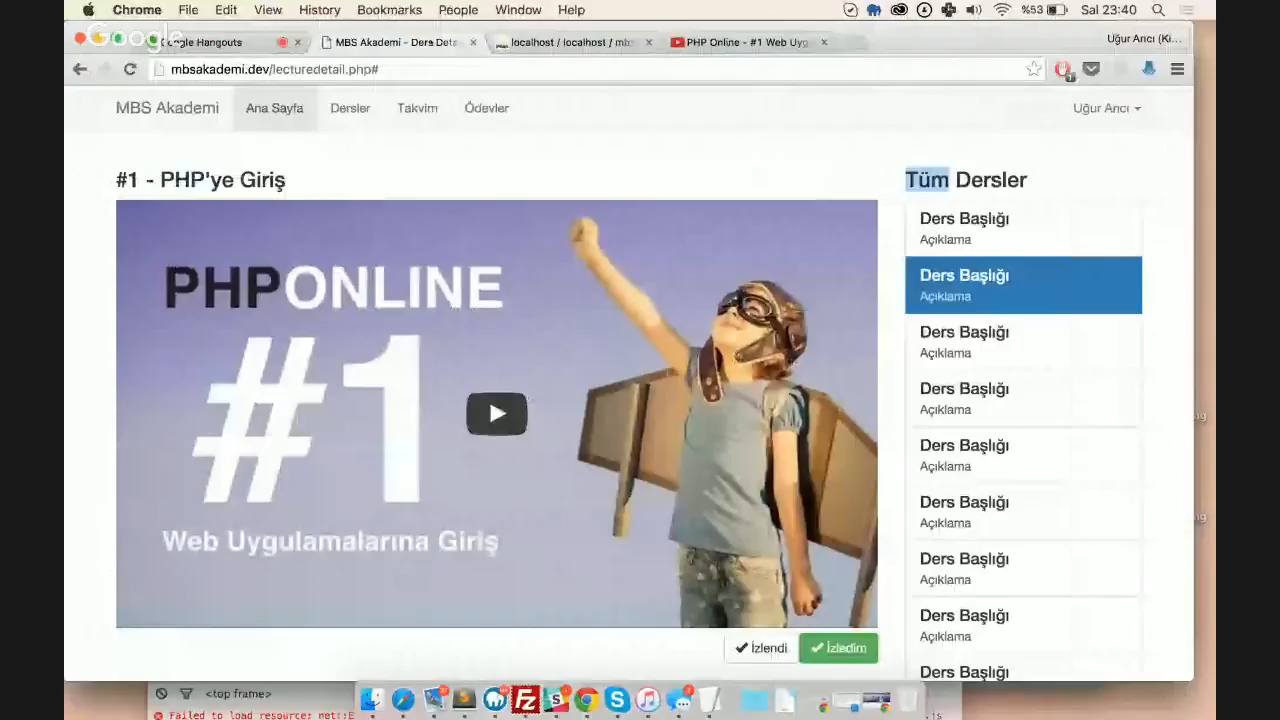 Chrome File Edit View History Bookmarks People Window Help %53 Sal 23:40
Google
gle Hangouts MBS Akademi - Ders Deta localhost / localhost / mb PHP Online - #1 Web Uyg Uğur Arıcı (Ki...
mbsakademi.dev/lecturedetail.php#
MBS Akademi Ana Sayfa Dersler Takvim Ödevler Uğur Arıcı
#1 - PHP'ye Giriş
PHPONLINE
#1
Web Uygulamalarına Giriş
İzlendi İzledim
Tüm Dersler
Ders Başlığı
Açıklama
Ders Başlığı
Açıklama
Ders Başlığı
Açıklama
Ders Başlığı
Açıklama
Ders Başlığı
Açıklama
Ders Başlığı
Açıklama
Ders Başlığı
Açıklama
Ders Başlığı
Açıklama
Ders Başlığı
<top frame>
Failed to load resource: net::E